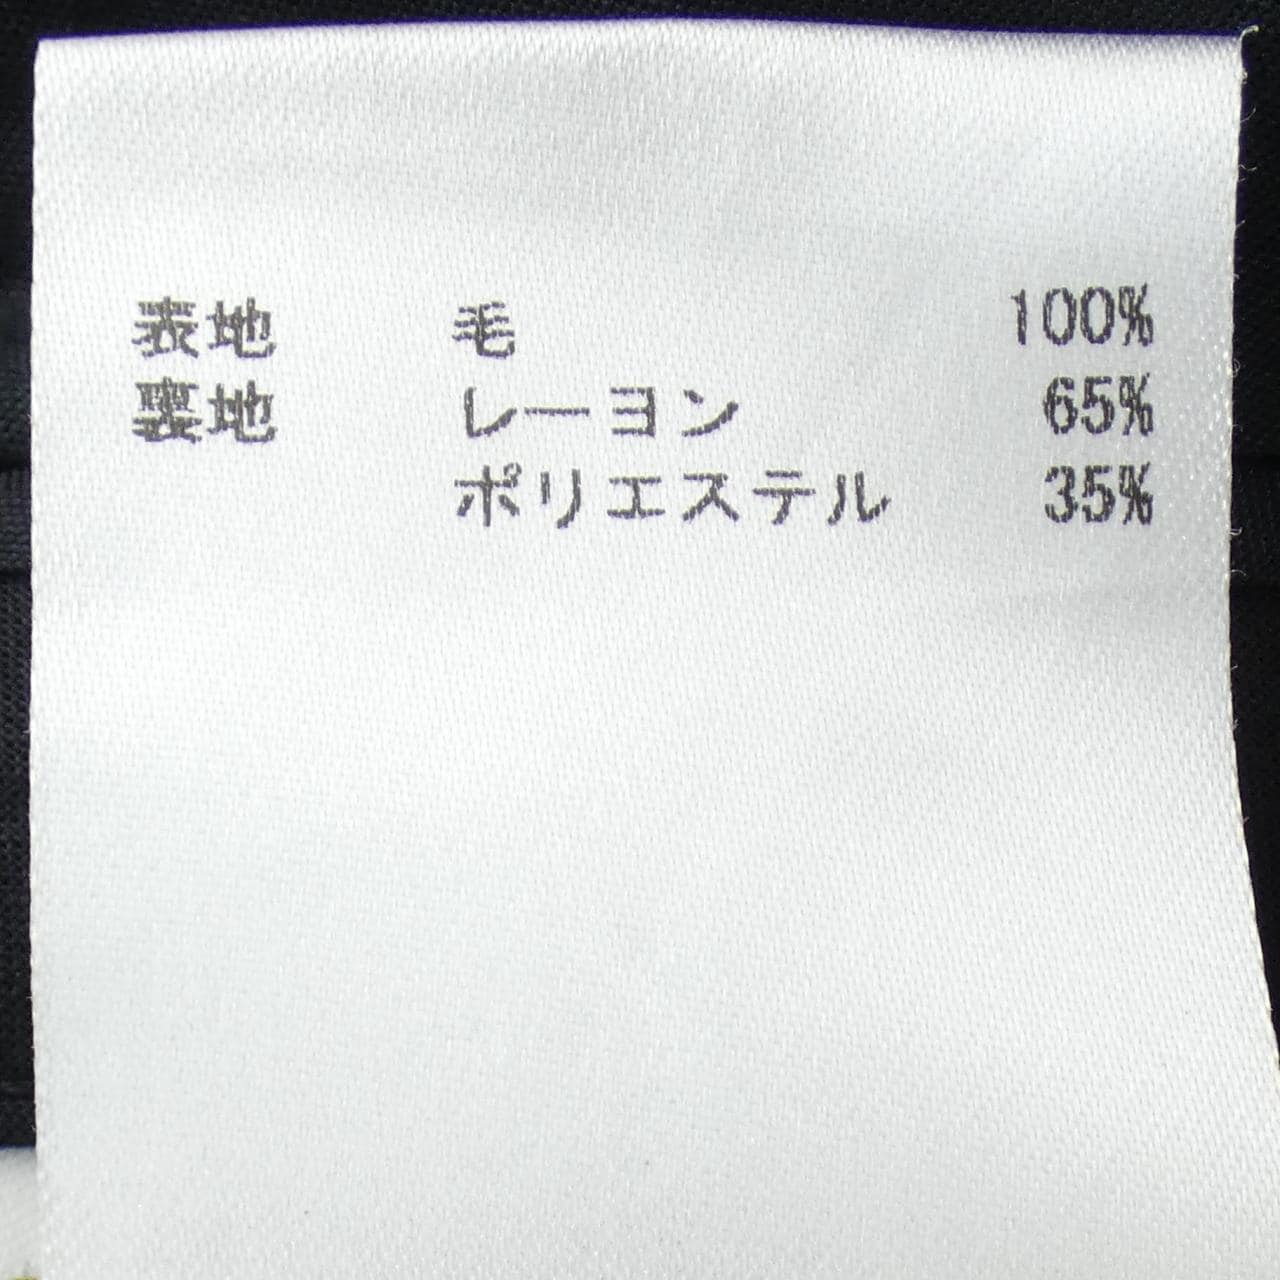 表地 毛 100%
裏地 レーヨン 65%
ポリエステル 35%